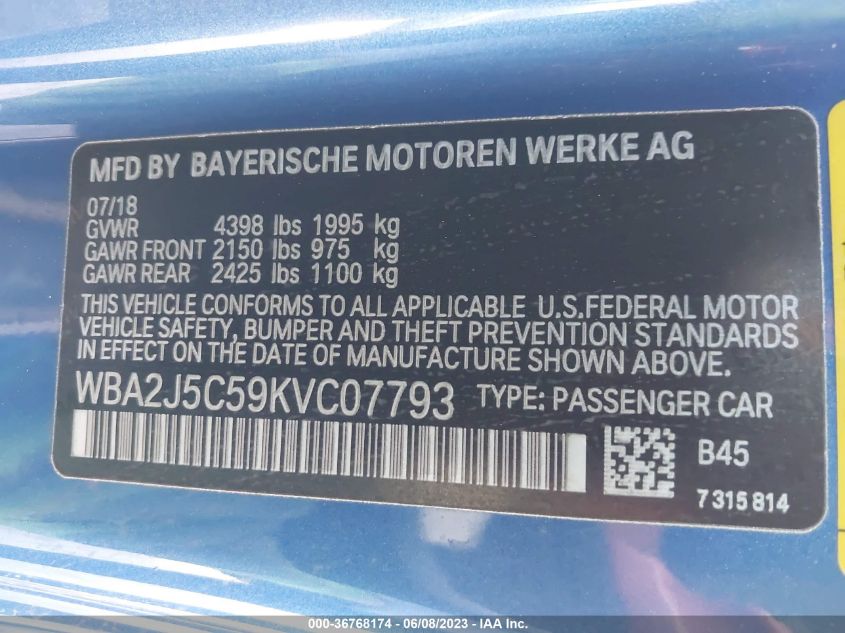 MFD BY BAYERISCHE MOTOREN WERKE AG
07/18
GVWR 4398 lbs 1995 kg
GAWR FRONT 2150 lbs 975 kg
GAWR REAR 2425 lbs 1100 kg
THIS VEHICLE CONFORMS TO ALL APPLICABLE U.S.FEDERAL MOTOR
VEHICLE SAFETY, BUMPER AND THEFT PREVENTION STANDARDS
IN EFFECT ON THE DATE OF MANUFACTURE SHOWN ABOVE.
WBA2J5C59KVC07793 TYPE: PASSENGER CAR
B45
7315814
000-36768174 - 06/08/2023 - IAA Inc.